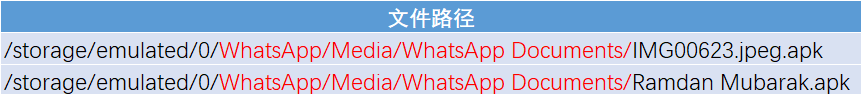 文件路径
/storage/emulated/0/WhatsApp/Media/WhatsApp Documents/IMG00623.jpeg.apk
/storage/emulated/0/WhatsApp/Media/WhatsApp Documents/Ramdan Mubarak.apk